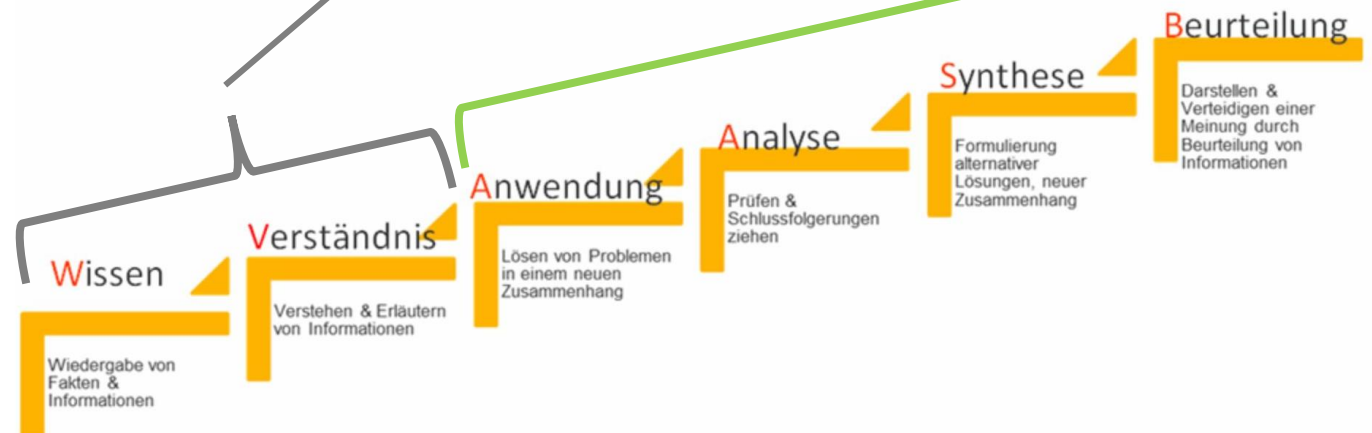 Wissen
Wiedergabe von
Fakten &
Informationen
Verständnis
Verstehen & Erläutern
von Informationen
Anwendung
Lösen von Problemen
in einem neuen
Zusammenhang
Analyse
Prüfen &
Schlussfolgerungen
ziehen
Synthese
Formulierung
alternativer
Lösungen, neuer
Zusammenhang
Beurteilung
Darstellen &
Verteidigen einer
Meinung durch
Beurteilung von
Informationen